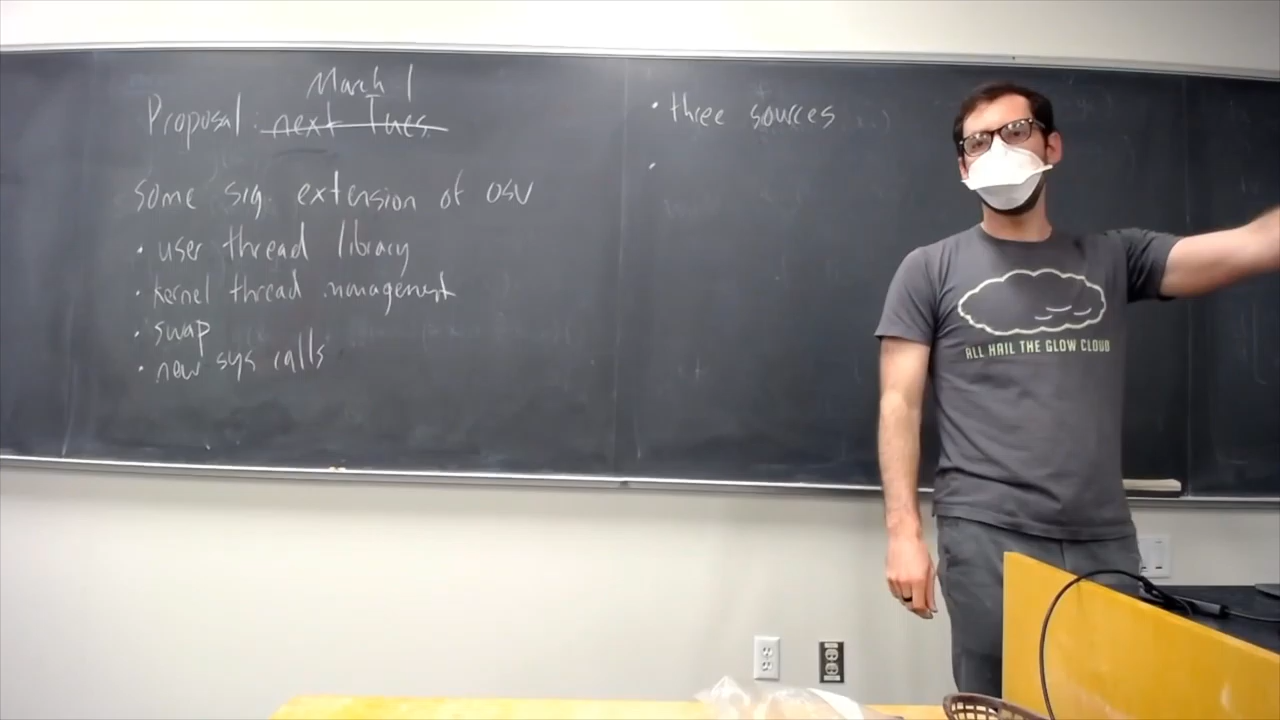 March 1
Proposal: next Tues.
some sig. extension of OSV
• user thread library
• kernel thread management
• swap
• new sys calls
• three sources
•
ALL HAIL THE GLOW CLOUD